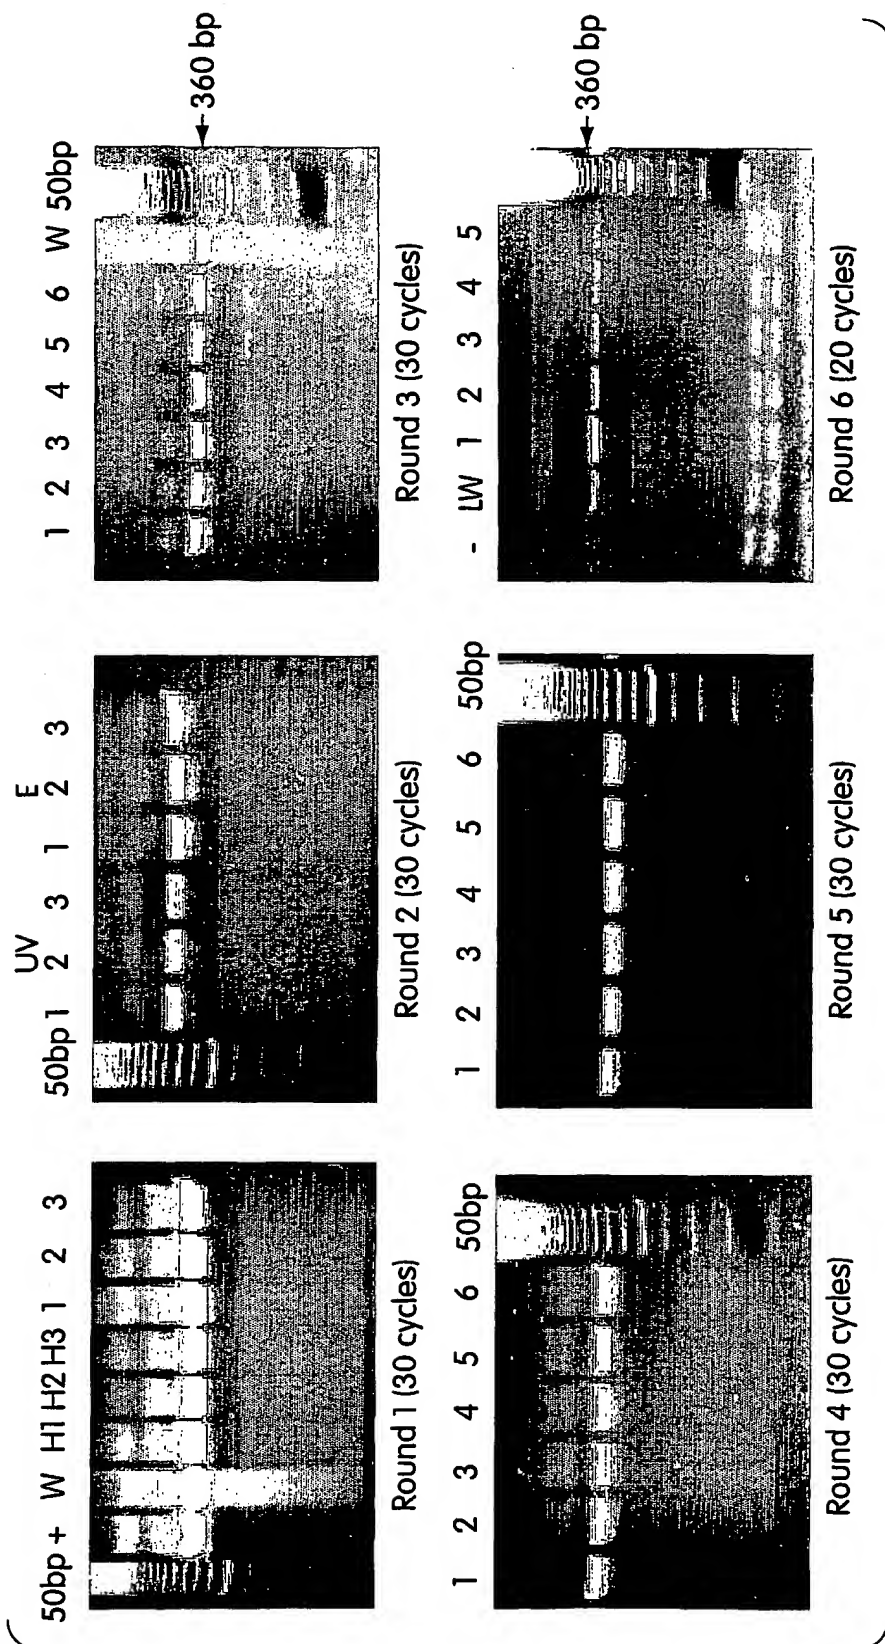 50bp + W H1 H2 H3 1 2 3
Round 1 (30 cycles)
UV E
50bp 1 2 3 1 2 3
Round 2 (30 cycles)
1 2 3 4 5 6 W 50bp
360 bp
Round 3 (30 cycles)
1 2 3 4 5 6 50bp
Round 4 (30 cycles)
1 2 3 4 5 6 50bp
Round 5 (30 cycles)
- LW 1 2 3 4 5
360 bp
Round 6 (20 cycles)